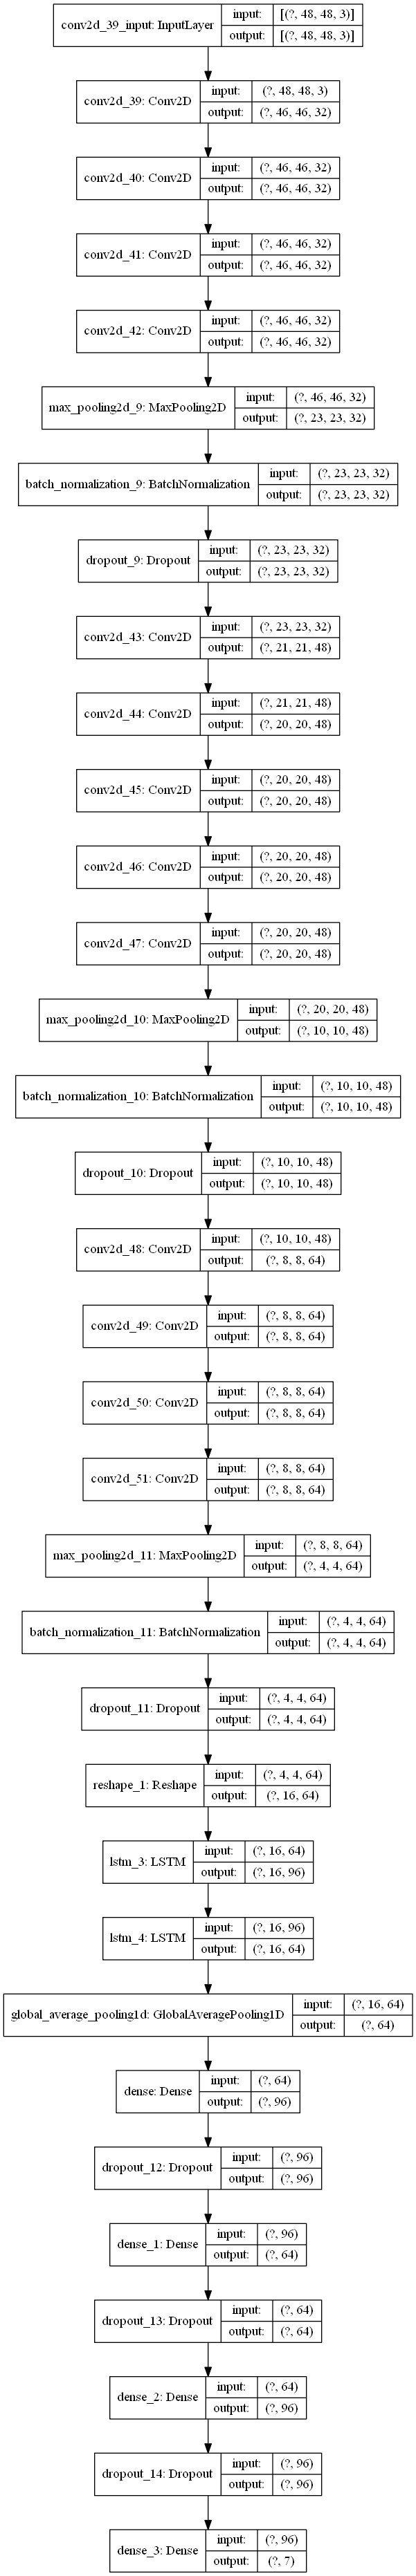 conv2d_39_input: InputLayer input: [(?, 48, 48, 3)]
output: [(?, 48, 48, 3)]
conv2d_39: Conv2D input: (?, 48, 48, 3)
output: (?, 46, 46, 32)
conv2d_40: Conv2D input: (?, 46, 46, 32)
output: (?, 46, 46, 32)
conv2d_41: Conv2D input: (?, 46, 46, 32)
output: (?, 46, 46, 32)
conv2d_42: Conv2D input: (?, 46, 46, 32)
output: (?, 46, 46, 32)
max_pooling2d_9: MaxPooling2D input: (?, 46, 46, 32)
output: (?, 23, 23, 32)
batch_normalization_9: BatchNormalization input: (?, 23, 23, 32)
output: (?, 23, 23, 32)
dropout_9: Dropout input: (?, 23, 23, 32)
output: (?, 23, 23, 32)
conv2d_43: Conv2D input: (?, 23, 23, 32)
output: (?, 21, 21, 48)
conv2d_44: Conv2D input: (?, 21, 21, 48)
output: (?, 20, 20, 48)
conv2d_45: Conv2D input: (?, 20, 20, 48)
output: (?, 20, 20, 48)
conv2d_46: Conv2D input: (?, 20, 20, 48)
output: (?, 20, 20, 48)
conv2d_47: Conv2D input: (?, 20, 20, 48)
output: (?, 20, 20, 48)
max_pooling2d_10: MaxPooling2D input: (?, 20, 20, 48)
output: (?, 10, 10, 48)
batch_normalization_10: BatchNormalization input: (?, 10, 10, 48)
output: (?, 10, 10, 48)
dropout_10: Dropout input: (?, 10, 10, 48)
output: (?, 10, 10, 48)
conv2d_48: Conv2D input: (?, 10, 10, 48)
output: (?, 8, 8, 64)
conv2d_49: Conv2D input: (?, 8, 8, 64)
output: (?, 8, 8, 64)
conv2d_50: Conv2D input: (?, 8, 8, 64)
output: (?, 8, 8, 64)
conv2d_51: Conv2D input: (?, 8, 8, 64)
output: (?, 8, 8, 64)
max_pooling2d_11: MaxPooling2D input: (?, 8, 8, 64)
output: (?, 4, 4, 64)
batch_normalization_11: BatchNormalization input: (?, 4, 4, 64)
output: (?, 4, 4, 64)
dropout_11: Dropout input: (?, 4, 4, 64)
output: (?, 4, 4, 64)
reshape_1: Reshape input: (?, 4, 4, 64)
output: (?, 16, 64)
lstm_3: LSTM input: (?, 16, 64)
output: (?, 16, 96)
lstm_4: LSTM input: (?, 16, 96)
output: (?, 16, 64)
global_average_pooling1d: GlobalAveragePooling1D input: (?, 16, 64)
output: (?, 64)
dense: Dense input: (?, 64)
output: (?, 96)
dropout_12: Dropout input: (?, 96)
output: (?, 96)
dense_1: Dense input: (?, 96)
output: (?, 64)
dropout_13: Dropout input: (?, 64)
output: (?, 64)
dense_2: Dense input: (?, 64)
output: (?, 96)
dropout_14: Dropout input: (?, 96)
output: (?, 96)
dense_3: Dense input: (?, 96)
output: (?, 7)